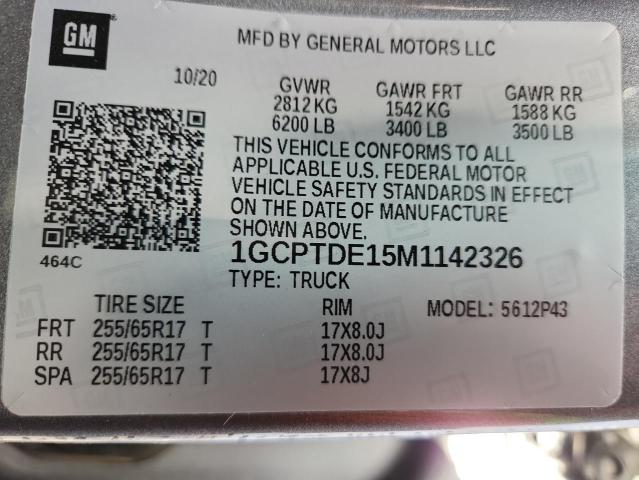 GM
MFD BY GENERAL MOTORS LLC
10/20
GVWR GAWR FRT GAWR RR
2812 KG 1542 KG 1588 KG
6200 LB 3400 LB 3500 LB
THIS VEHICLE CONFORMS TO ALL
APPLICABLE U.S. FEDERAL MOTOR
VEHICLE SAFETY STANDARDS IN EFFECT
ON THE DATE OF MANUFACTURE
SHOWN ABOVE.
464C
1GCPTDE15M1142326
TYPE: TRUCK
TIRE SIZE RIM MODEL: 5612P43
FRT 255/65R17 T 17X8.0J
RR 255/65R17 T 17X8.0J
SPA 255/65R17 T 17X8J